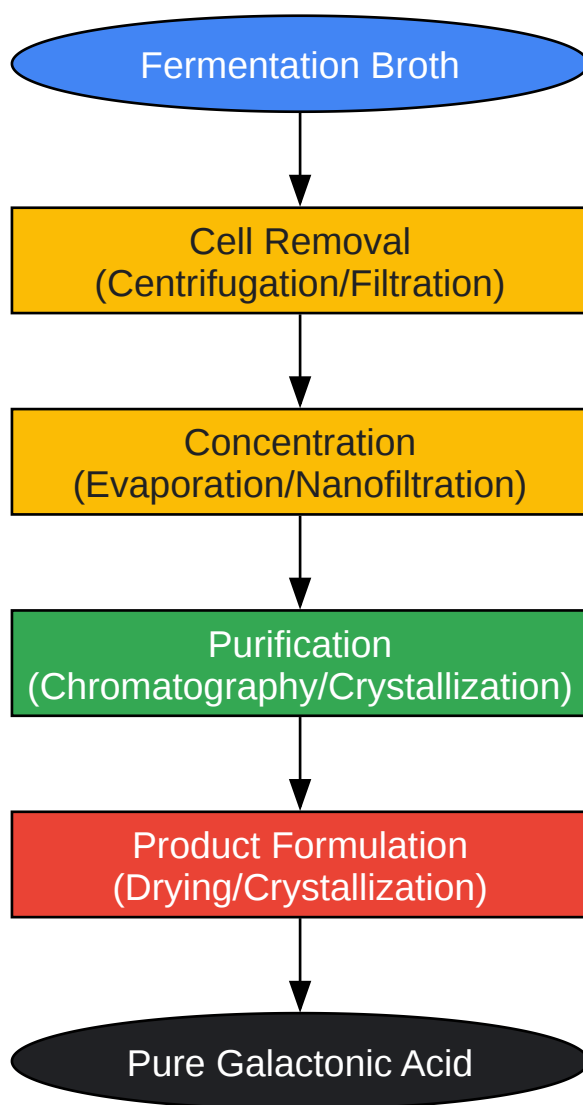 Fermentation Broth
Cell Removal
(Centrifugation/Filtration)
Concentration
(Evaporation/Nanofiltration)
Purification
(Chromatography/Crystallization)
Product Formulation
(Drying/Crystallization)
Pure Galactonic Acid